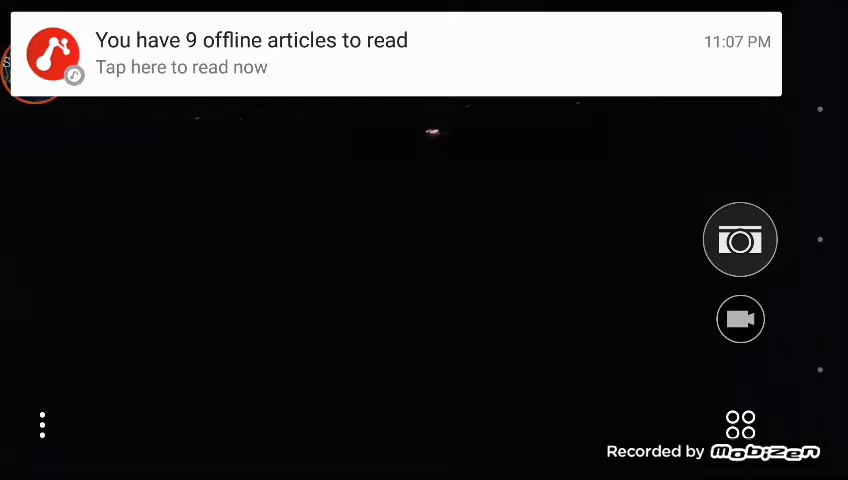 You have 9 offline articles to read
11:07 PM
Tap here to read now
S
Recorded by Mobizen